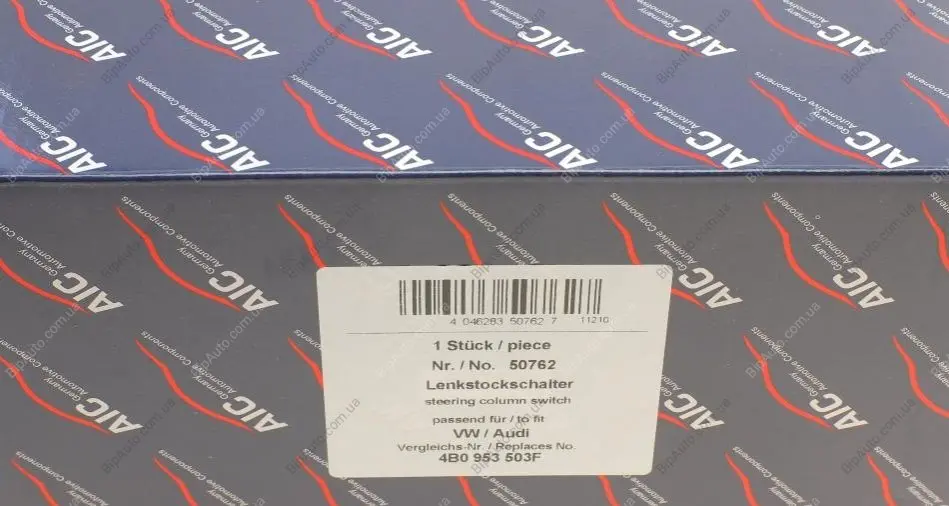 AIC Germany Automotive Components
BipAuto.com.ua
4 046283 50762 7 11210
1 Stück / piece
Nr. / No. 50762
Lenkstockschalter
steering column switch
passend für / to fit
VW / Audi
Vergleichs-Nr. / Replaces No.
4B0 953 503F